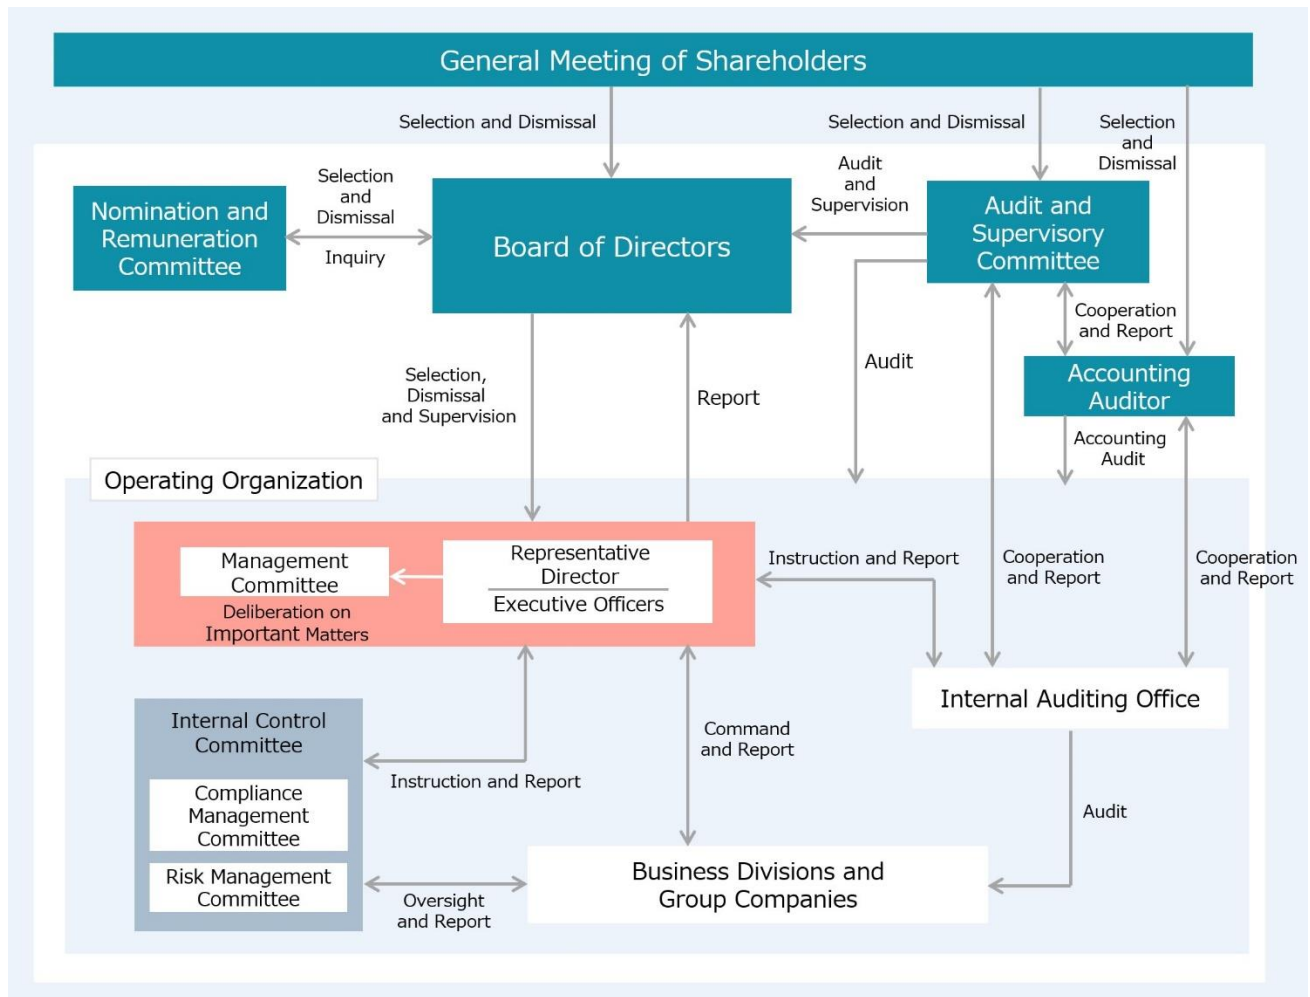 General Meeting of Shareholders
Selection and Dismissal
Selection and Dismissal
Selection
and
Dismissal
Selection
and
Dismissal
Inquiry
Nomination and
Remuneration
Committee
Board of Directors
Audit
and
Supervision
Audit and
Supervisory
Committee
Cooperation
and Report
Audit
Selection,
Dismissal
and Supervision
Report
Accounting
Auditor
Accounting
Audit
Operating Organization
Management
Committee
Deliberation on
Important Matters
Representative
Director
Executive Officers
Instruction and Report
Cooperation
and Report
Cooperation
and Report
Internal Auditing Office
Internal Control
Committee
Compliance
Management
Committee
Risk Management
Committee
Instruction and Report
Command
and Report
Audit
Oversight
and Report
Business Divisions and
Group Companies